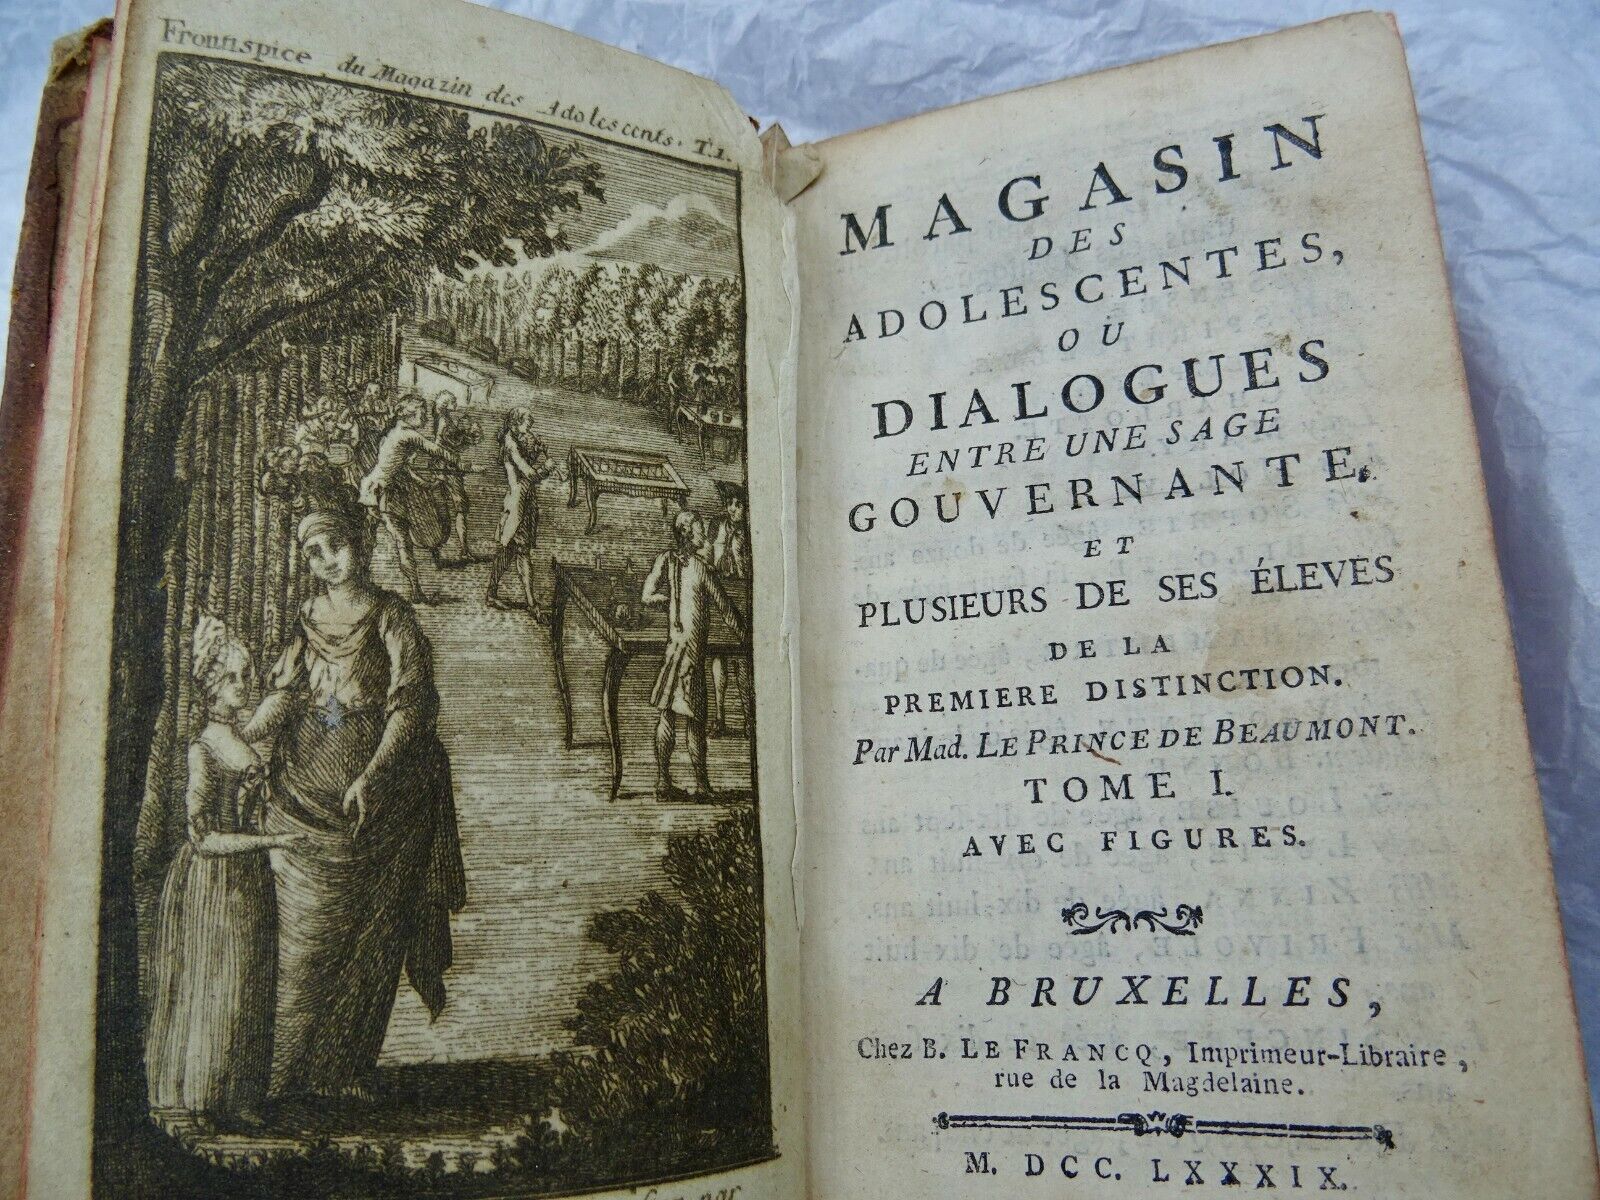 Frontispice du Magazin des Adolescents. T.1.
MAGASIN
DES
ADOLESCENTES,
OU
DIALOGUES
ENTRE UNE SAGE
GOUVERNANTE,
ET
PLUSIEURS DE SES ÉLEVES
DE LA
PREMIERE DISTINCTION.
Par Mad. LE PRINCE DE BEAUMONT.
TOME I.
AVEC FIGURES.
A BRUXELLES,
Chez B. LE FRANCQ, Imprimeur-Libraire,
rue de la Magdelaine.
M. DCC. LXXXIX.